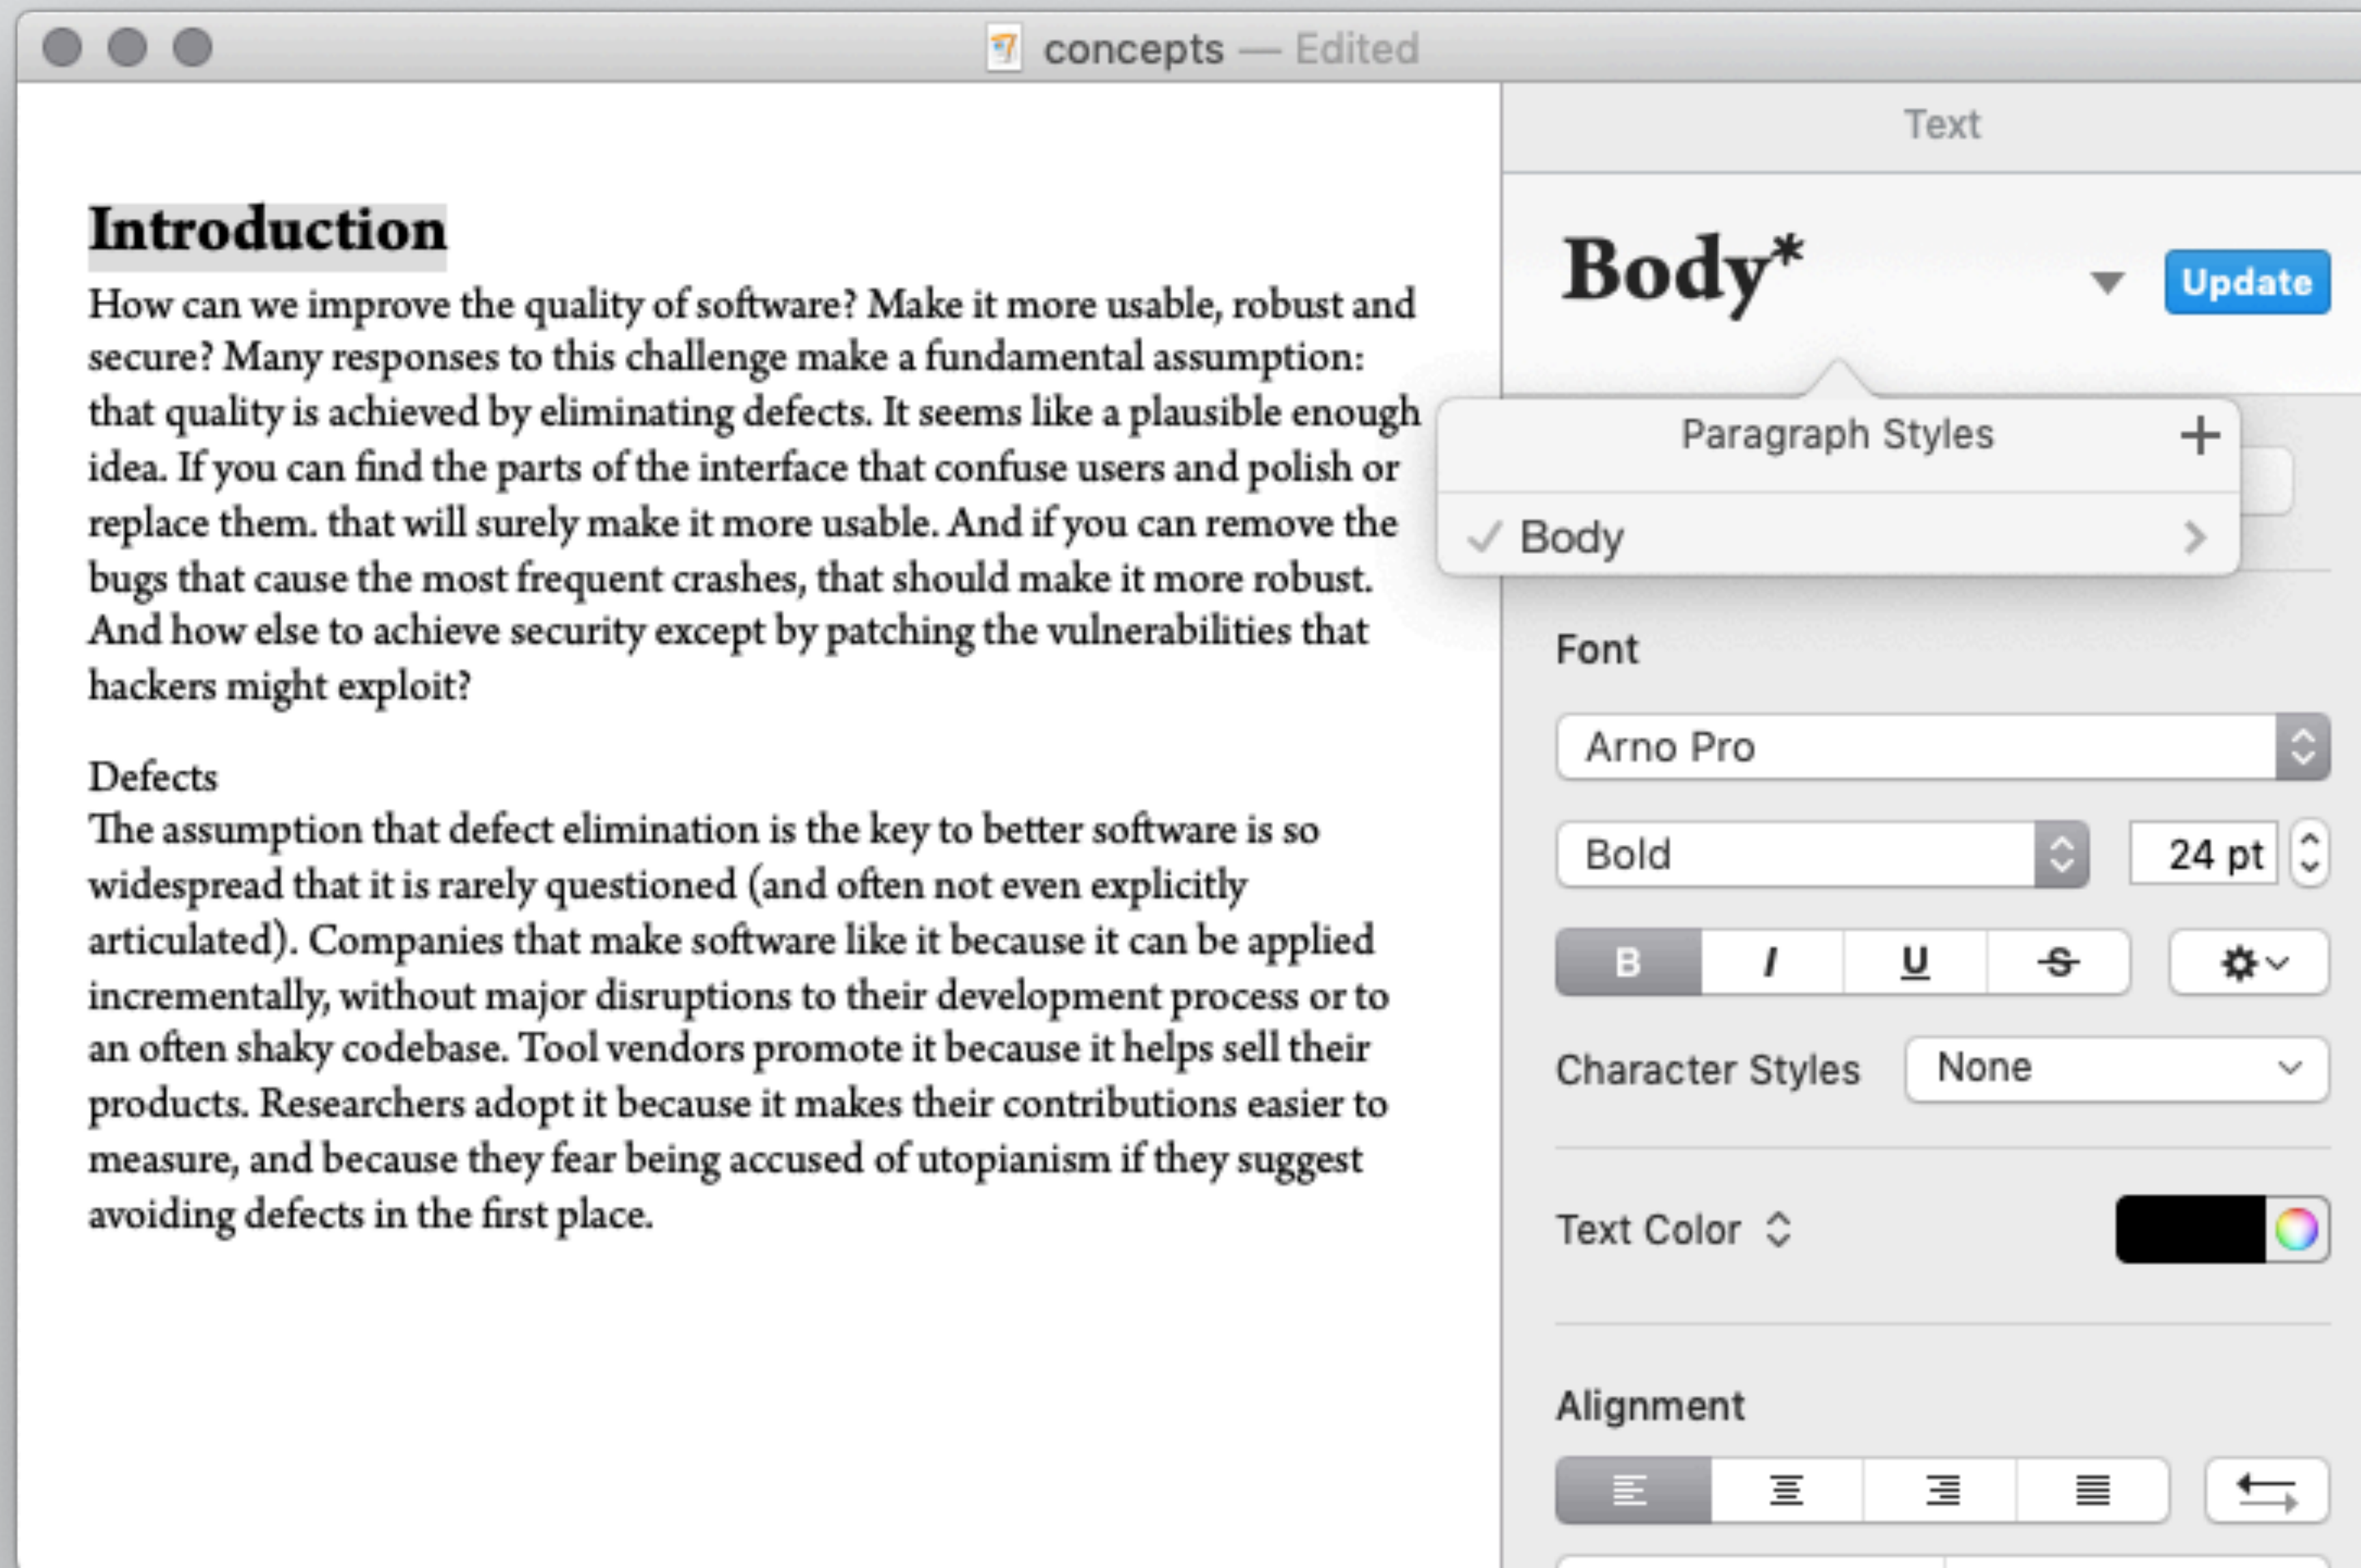 concepts — Edited
Introduction
How can we improve the quality of software? Make it more usable, robust and
secure? Many responses to this challenge make a fundamental assumption:
that quality is achieved by eliminating defects. It seems like a plausible enough
idea. If you can find the parts of the interface that confuse users and polish or
replace them. that will surely make it more usable. And if you can remove the
bugs that cause the most frequent crashes, that should make it more robust.
And how else to achieve security except by patching the vulnerabilities that
hackers might exploit?
Defects
The assumption that defect elimination is the key to better software is so
widespread that it is rarely questioned (and often not even explicitly
articulated). Companies that make software like it because it can be applied
incrementally, without major disruptions to their development process or to
an often shaky codebase. Tool vendors promote it because it helps sell their
products. Researchers adopt it because it makes their contributions easier to
measure, and because they fear being accused of utopianism if they suggest
avoiding defects in the first place.
Text
Body*
Update
Paragraph Styles +
✓ Body >
Font
Arno Pro
Bold 24 pt
B I U S
Character Styles None
Text Color
Alignment